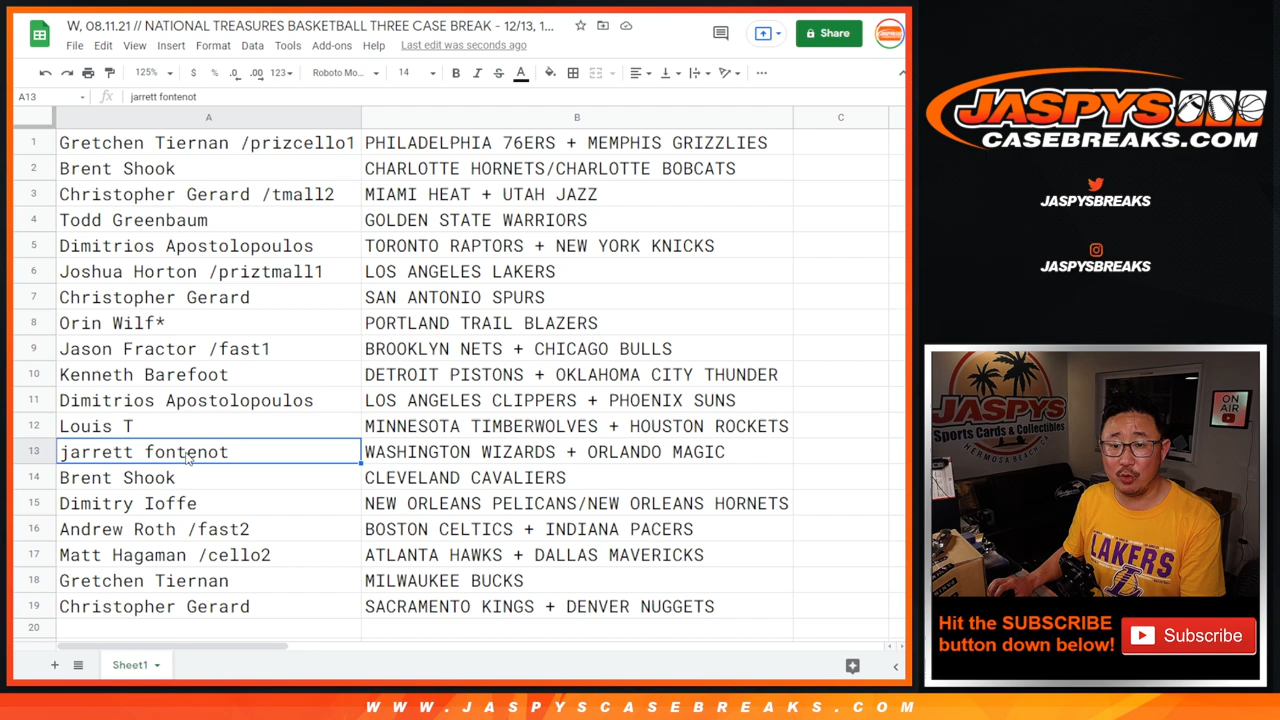 W, 08.11.21 // NATIONAL TREASURES BASKETBALL THREE CASE BREAK - 12/13, 1...
File Edit View Insert Format Data Tools Add-ons Help Last edit was seconds ago
Share
125% $ % .0 .00 123 Roboto Mo... 14 B I S A
A13 fx jarrett fontenot
A B C
1 Gretchen Tiernan /prizcello1 PHILADELPHIA 76ERS + MEMPHIS GRIZZLIES
2 Brent Shook CHARLOTTE HORNETS/CHARLOTTE BOBCATS
3 Christopher Gerard /tmall2 MIAMI HEAT + UTAH JAZZ
4 Todd Greenbaum GOLDEN STATE WARRIORS
5 Dimitrios Apostolopoulos TORONTO RAPTORS + NEW YORK KNICKS
6 Joshua Horton /priztmall1 LOS ANGELES LAKERS
7 Christopher Gerard SAN ANTONIO SPURS
8 Orin Wilf* PORTLAND TRAIL BLAZERS
9 Jason Fractor /fast1 BROOKLYN NETS + CHICAGO BULLS
10 Kenneth Barefoot DETROIT PISTONS + OKLAHOMA CITY THUNDER
11 Dimitrios Apostolopoulos LOS ANGELES CLIPPERS + PHOENIX SUNS
12 Louis T MINNESOTA TIMBERWOLVES + HOUSTON ROCKETS
13 jarrett fontenot WASHINGTON WIZARDS + ORLANDO MAGIC
14 Brent Shook CLEVELAND CAVALIERS
15 Dimitry Ioffe NEW ORLEANS PELICANS/NEW ORLEANS HORNETS
16 Andrew Roth /fast2 BOSTON CELTICS + INDIANA PACERS
17 Matt Hagaman /cello2 ATLANTA HAWKS + DALLAS MAVERICKS
18 Gretchen Tiernan MILWAUKEE BUCKS
19 Christopher Gerard SACRAMENTO KINGS + DENVER NUGGETS
20
Sheet1
JASPYS
CASEBREAKS.COM
JASPYSBREAKS
JASPYSBREAKS
JASPYS
Sports Cards & Collectibles
HERMOSA BEACH
ON
AIR
LAKERS
Hit the SUBSCRIBE
button down below!
Subscribe
WWW.JASPYSCASEBREAKS.COM